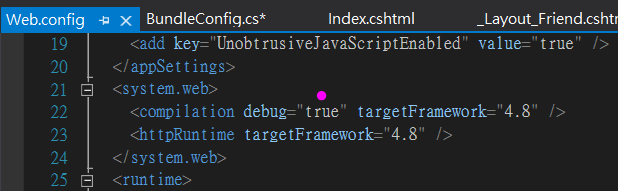 Web.config BundleConfig.cs* Index.cshtml _Layout_Friend.cshtm
19 <add key="UnobtrusiveJavaScriptEnabled" value="true" />
20 </appSettings>
21 <system.web>
22 <compilation debug="true" targetFramework="4.8" />
23 <httpRuntime targetFramework="4.8" />
24 </system.web>
25 <runtime>